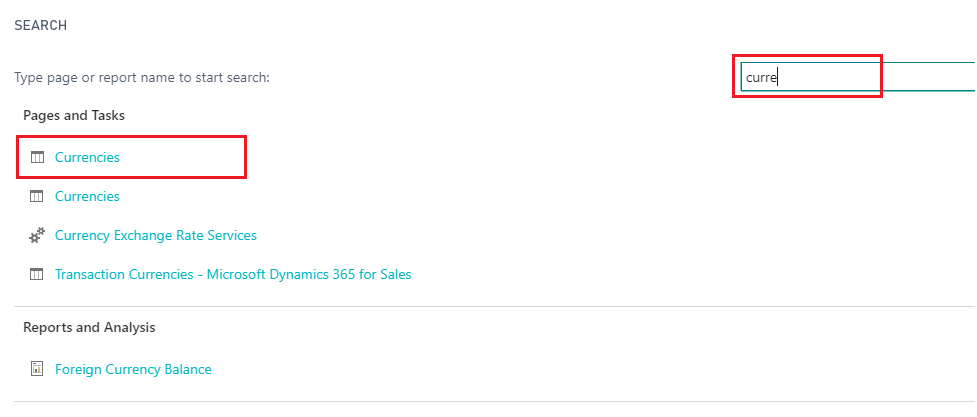 SEARCH
Type page or report name to start search:
curre
Pages and Tasks
Currencies
Currencies
Currency Exchange Rate Services
Transaction Currencies - Microsoft Dynamics 365 for Sales
Reports and Analysis
Foreign Currency Balance